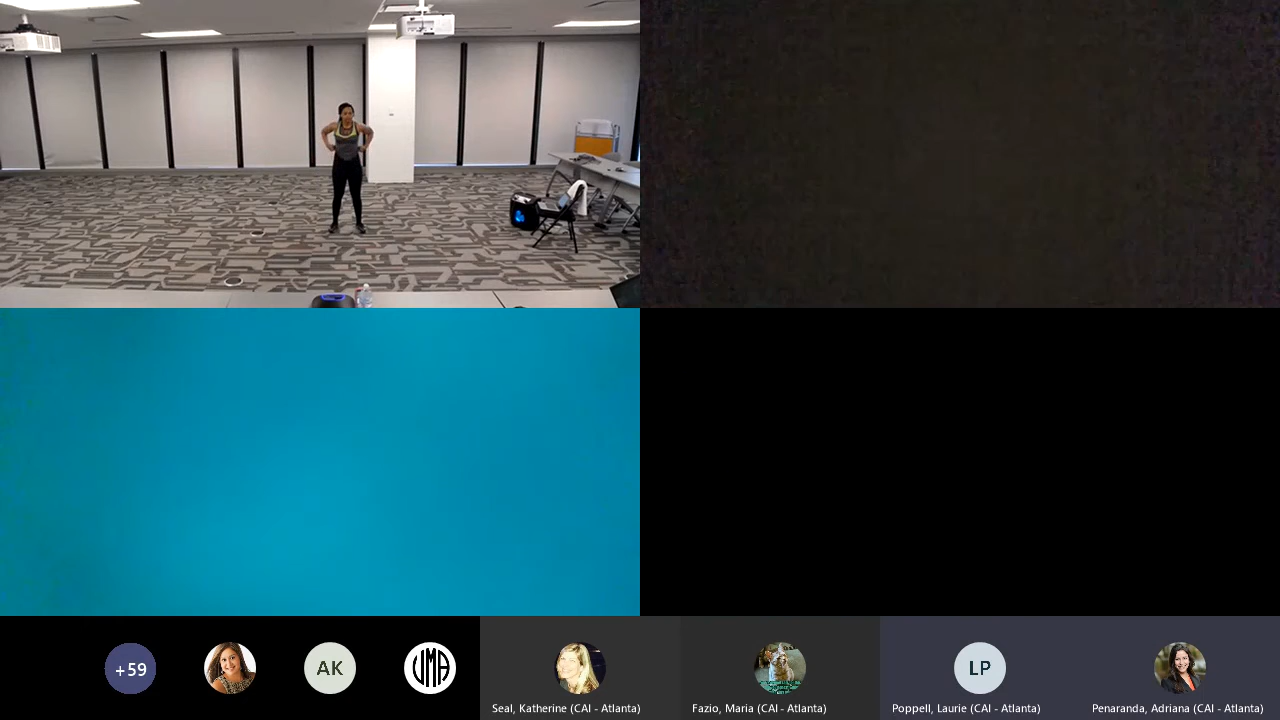 +59
AK
UMA
Seal, Katherine (CAI - Atlanta)
Fazio, Maria (CAI - Atlanta)
LP
Poppell, Laurie (CAI - Atlanta)
Penaranda, Adriana (CAI - Atlanta)